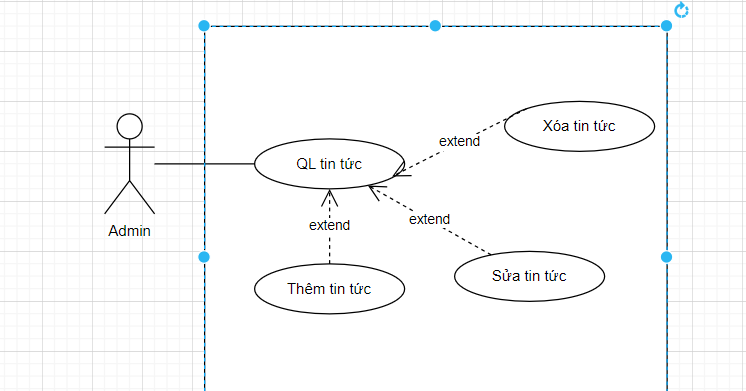 Xóa tin tức
extend
QL tin tức
extend
extend
Admin
Thêm tin tức
Sửa tin tức